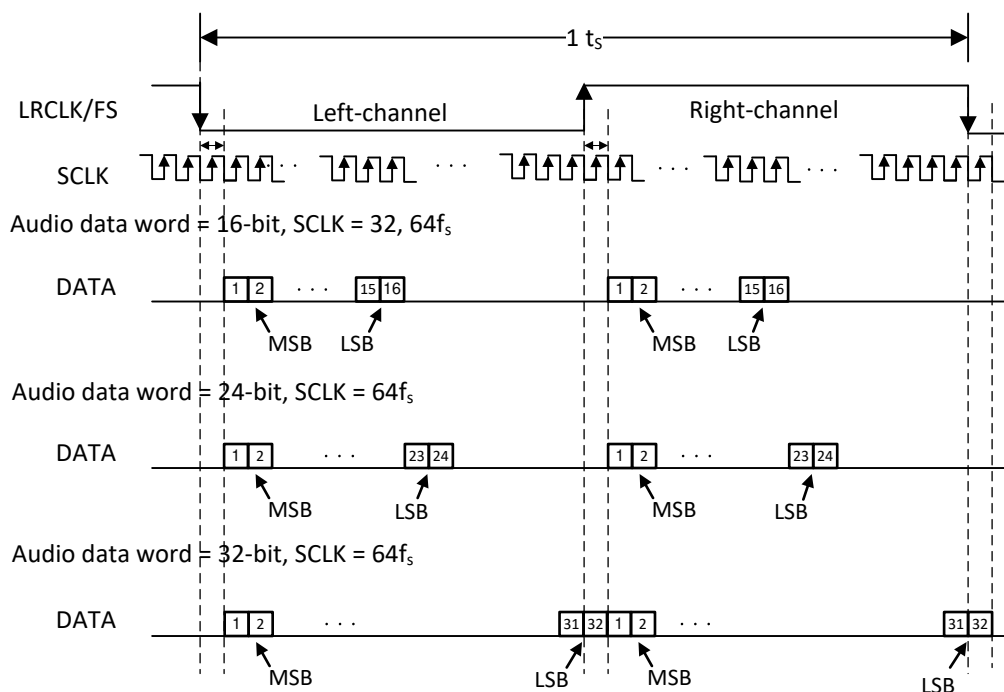 1 tS
LRCLK/FS Left-channel Right-channel
SCLK . . . . . . . . . . . .
Audio data word = 16-bit, SCLK = 32, 64fs
DATA 1 2 . . . 15 16 1 2 . . . 15 16
MSB LSB MSB LSB
Audio data word = 24-bit, SCLK = 64fs
DATA 1 2 . . . 23 24 1 2 . . . 23 24
MSB LSB MSB LSB
Audio data word = 32-bit, SCLK = 64fs
DATA 1 2 . . . 31 32 1 2 . . . 31 32
MSB LSB MSB LSB